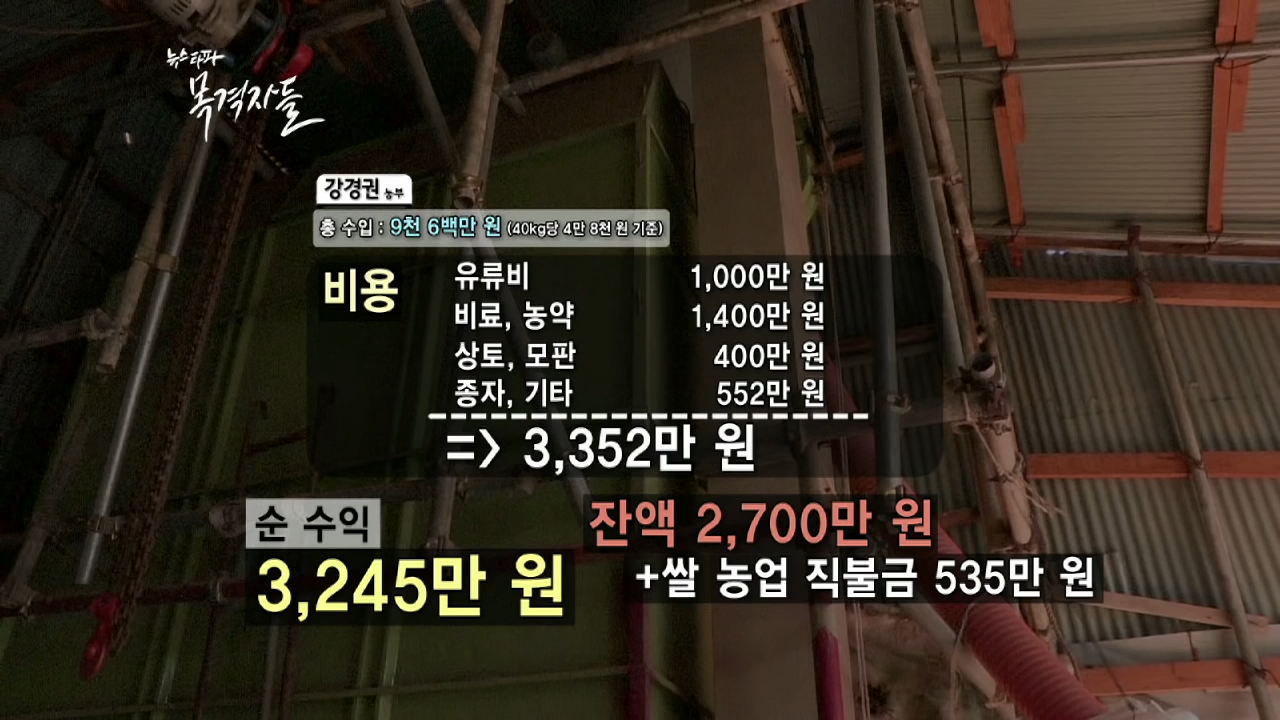 뉴스타파
목격자들
강경권 농부
총 수입 : 9천 6백만 원 (40kg당 4만 8천 원 기준)
비용
유류비 1,000만 원
비료, 농약 1,400만 원
상토, 모판 400만 원
종자, 기타 552만 원
=> 3,352만 원
순 수익
잔액 2,700만 원
3,245만 원
+쌀 농업 직불금 535만 원